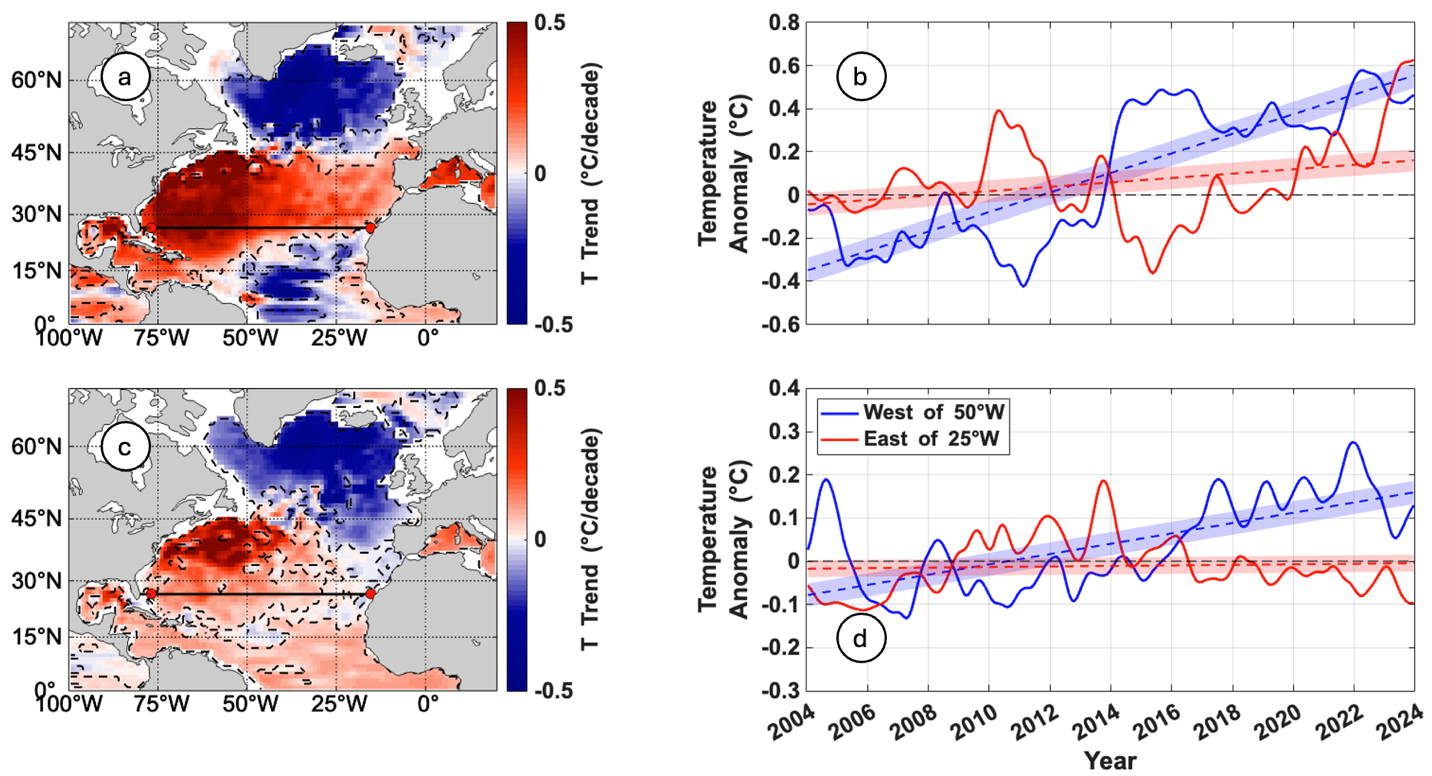 a
60°N
45°N
30°N
15°N
0°
100°W 75°W 50°W 25°W 0°
0.5
0
-0.5
T Trend (°C/decade)
b
0.8
0.6
0.4
0.2
0
-0.2
-0.4
-0.6
Temperature
Anomaly (°C)
c
60°N
45°N
30°N
15°N
0°
100°W 75°W 50°W 25°W 0°
0.5
0
-0.5
T Trend (°C/decade)
West of 50°W
East of 25°W
d
0.4
0.3
0.2
0.1
0
-0.1
-0.2
-0.3
Temperature
Anomaly (°C)
2004 2006 2008 2010 2012 2014 2016 2018 2020 2022 2024
Year